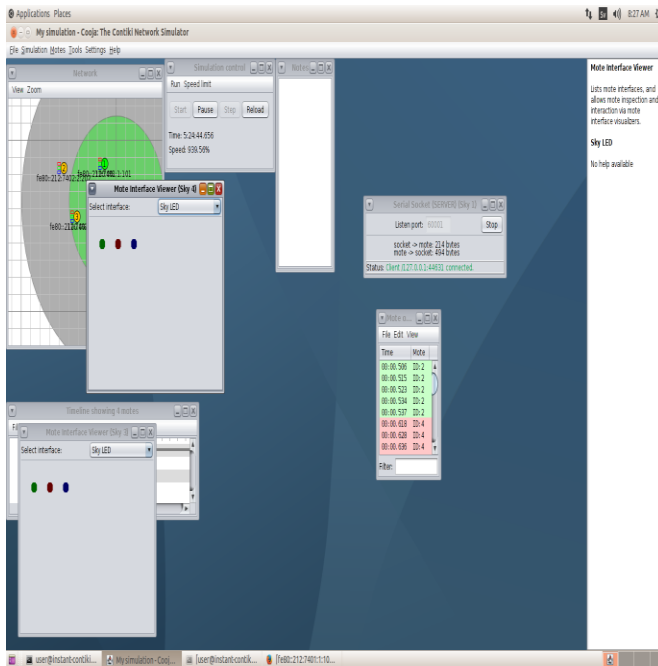 Applications Places
8:27 AM
My simulation - Cooja: The Contiki Network Simulator
File Simulation Motes Tools Settings Help
Network
View Zoom
Simulation control
Run Speed limit
Start Pause Step Reload
Time: 5:24:44.656
Speed: 939.56%
Notes
Mote Interface Viewer
Lists mote interfaces, and
allows mote inspection and
interaction via mote
interface visualizers.
Sky LED
No help available
Mote Interface Viewer (Sky 4)
Select interface: Sky LED
Serial Socket (SERVER) (Sky 1)
Listen port: 60001 Stop
socket -> mote: 214 bytes
mote -> socket: 494 bytes
Status: Client /127.0.0.1:44631 connected.
File Edit View
Time Mote
00:00.506 ID:2
00:00.515 ID:2
00:00.523 ID:2
00:00.534 ID:2
00:00.537 ID:2
00:00.618 ID:4
00:00.628 ID:4
00:00.636 ID:4
Filter:
Timeline showing 4 motes
Mote Interface Viewer (Sky 3)
Select interface: Sky LED
user@instant-contiki...
My simulation - Cooj...
[user@instant-contik...
[fe80::212:7401:1:10...